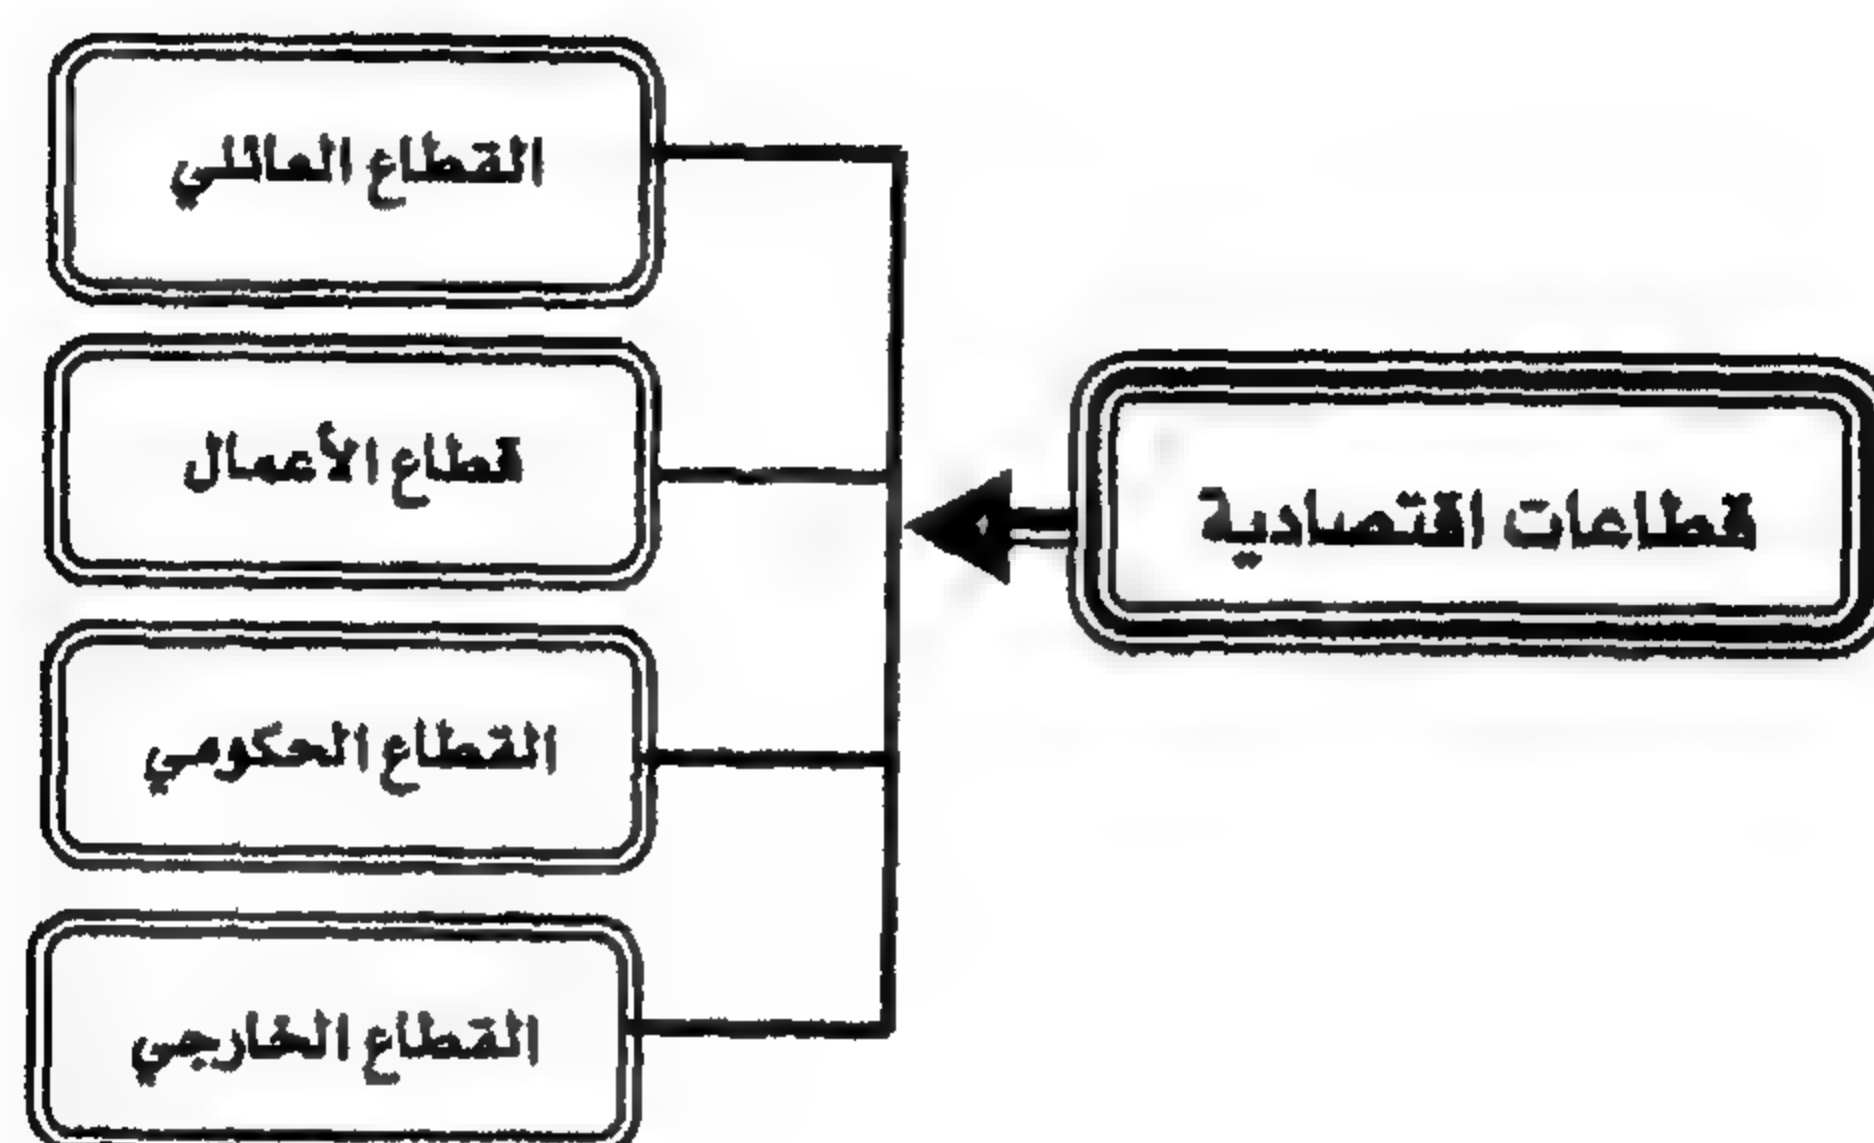 قطاعات اقتصادية
القطاع العائلي
قطاع الأعمال
القطاع الحكومي
القطاع الخارجي